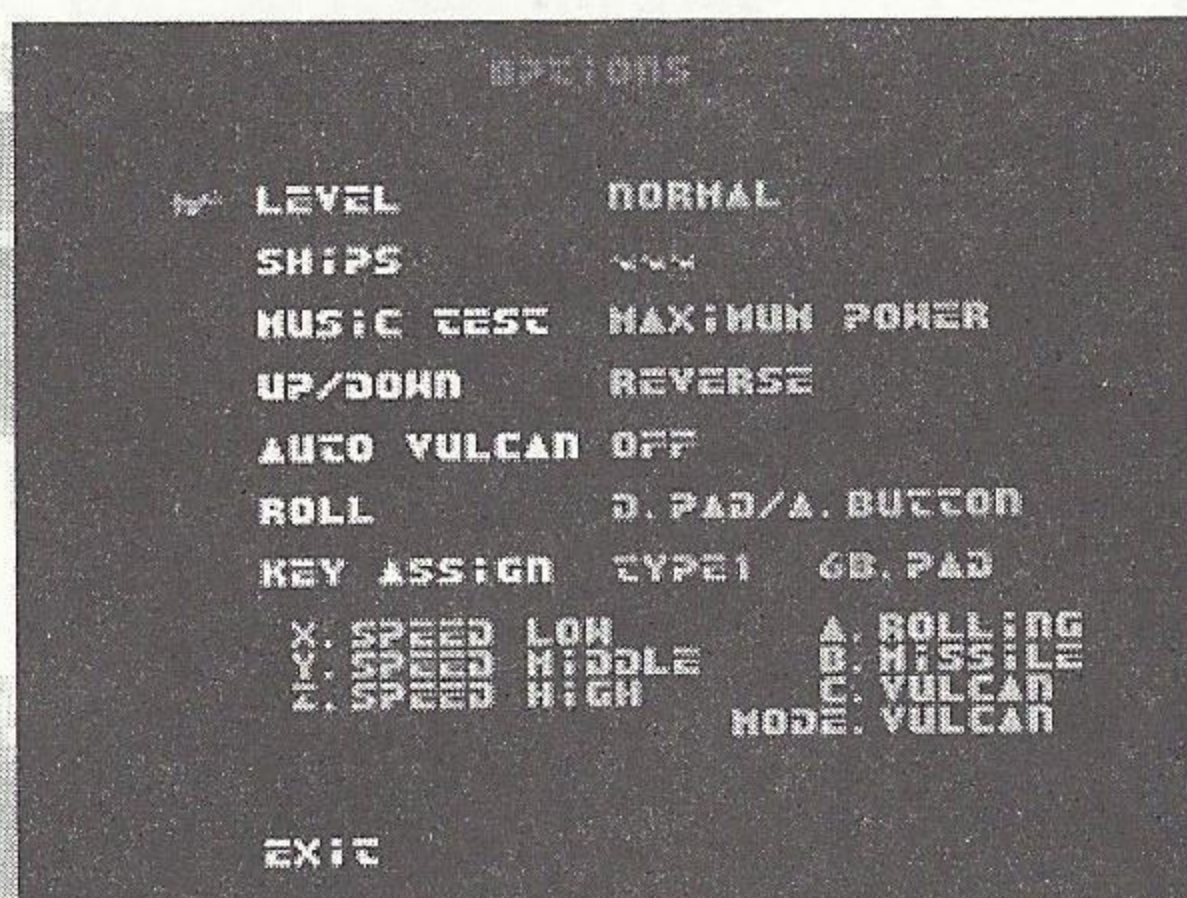 OPTIONS
LEVEL NORMAL
SHIPS
MUSIC TEST MAXIMUM POWER
UP/DOWN REVERSE
AUTO VULCAN OFF
ROLL D.PAD/A.BUTTON
KEY ASSIGN TYPE1 6B.PAD
X.SPEED LOW A.ROLLING
Y.SPEED MIDDLE B.MISSILE
Z.SPEED HIGH C.VULCAN
MODE.VULCAN
EXIT